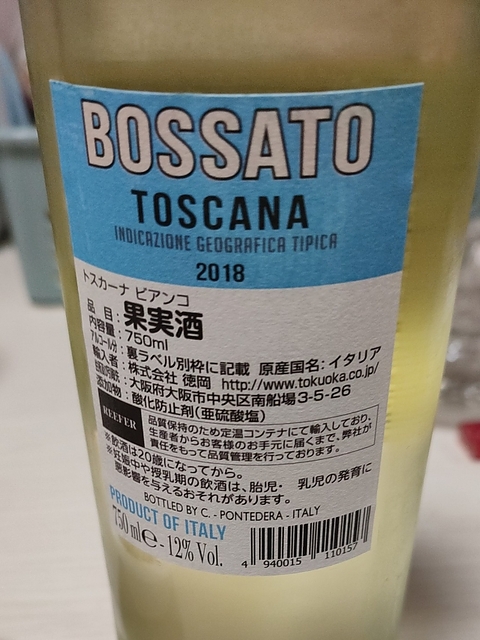 BOSSATO
TOSCANA
INDICAZIONE GEOGRAFICA TIPICA
2018
トスカーナ ビアンコ
品 目:果実酒
内容量:750ml
アルコール分:裏ラベル別枠に記載 原産国名:イタリア
輸入者:株式会社 徳岡 http://www.tokuoka.co.jp/
大阪府大阪市中央区南船場3-5-26
添加物:酸化防止剤(亜硫酸塩)
REEFER
品質保持のため定温コンテナにて輸入しており、
生産者からお客様のお手元に届くまで、弊社が
責任をもって品質管理を行っております。
※飲酒は20歳になってから。
※妊娠中や授乳期の飲酒は、胎児・ 乳児の発育に
悪影響を与えるおそれがあります。
BOTTLED BY C. - PONTEDERA - ITALY
PRODUCT OF ITALY
750 ml e - 12% Vol.
4 940015 110157